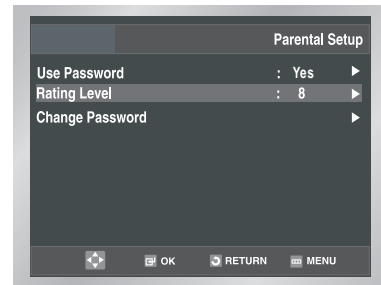 Parental Setup
Use Password : Yes
Rating Level : 8
Change Password
OK RETURN MENU